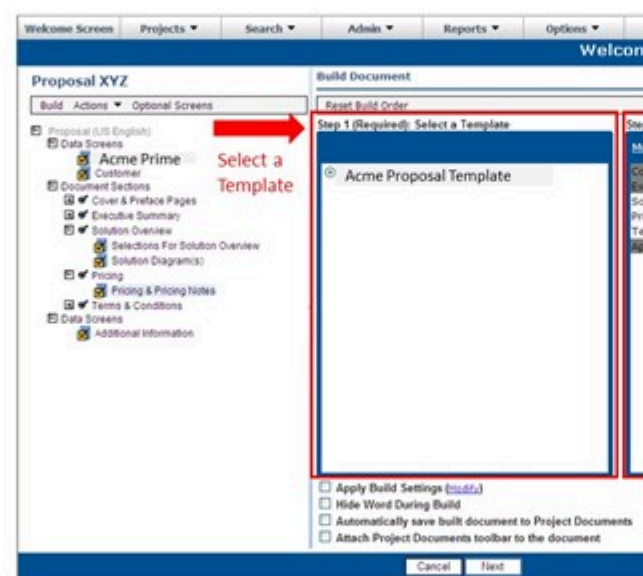 Welcome Screen Projects Search Admin Reports Options
Welcon
Proposal XYZ
Build Actions Optional Screens
Proposal (US English)
Data Screens
Acme Prime
Customer
Document Sections
Cover & Preface Pages
Executive Summary
Solution Overview
Selections For Solution Overview
Solution Diagram(s)
Pricing
Pricing & Pricing Notes
Terms & Conditions
Data Screens
Additional Information
Select a
Template
Build Document
Reset Build Order
Step 1 (Required): Select a Template
Acme Proposal Template
Apply Build Settings (Modify)
Hide Word During Build
Automatically save built document to Project Documents
Attach Project Documents toolbar to the document
Cancel Next